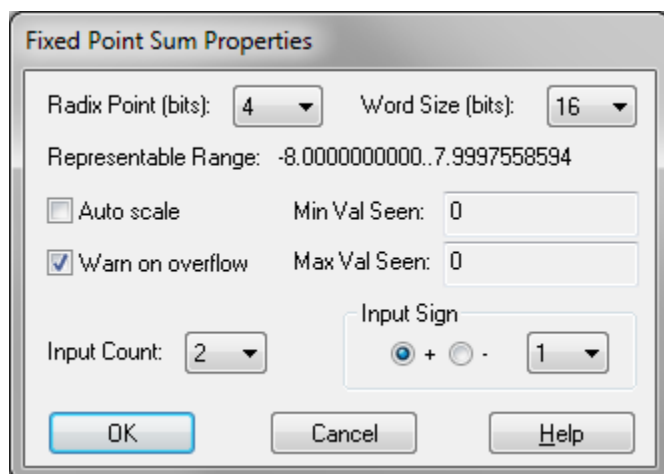 Fixed Point Sum Properties
Radix Point (bits): 4 Word Size (bits): 16
Representable Range: -8.0000000000..7.9997558594
Auto scale Min Val Seen: 0
Warn on overflow Max Val Seen: 0
Input Sign
Input Count: 2 + - 1
OK Cancel Help